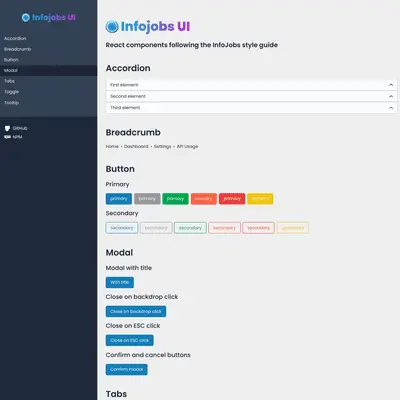 Infojobs UI
Accordion
Breadcrumb
Button
Modal
Tabs
Toggle
Tooltip
GitHub
NPM
Infojobs UI
React components following the InfoJobs style guide
Accordion
First element
Second element
Third element
Breadcrumb
Home > Dashboard > Settings > API Usage
Button
Primary
primary primary primary primary primary
Secondary
secondary secondary secondary secondary secondary secondary
Modal
Modal with title
With title
Close on backdrop click
Close on backdrop click
Close on ESC click
Close on ESC click
Confirm and cancel buttons
Confirm modal
Tabs